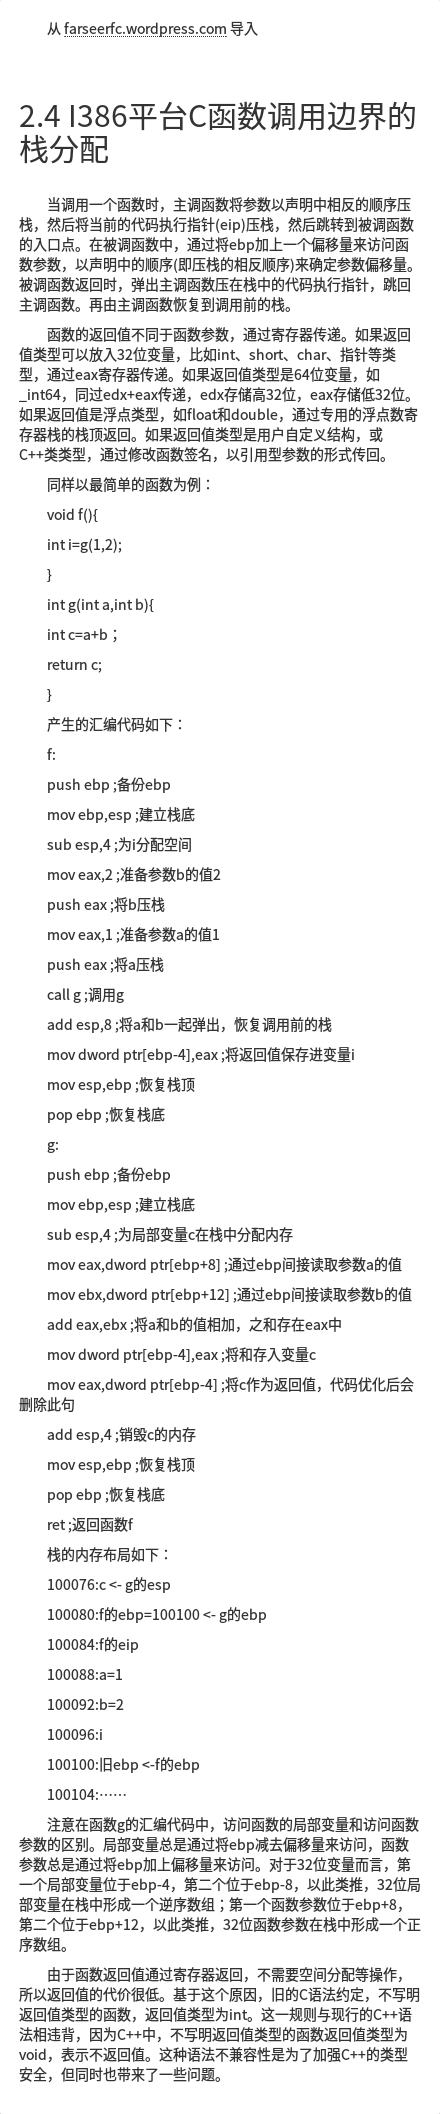 从 farseerfc.wordpress.com 导入
2.4 I386平台C函数调用边界的
栈分配
当调用一个函数时，主调函数将参数以声明中相反的顺序压
栈，然后将当前的代码执行指针(eip)压栈，然后跳转到被调函数
的入口点。在被调函数中，通过将ebp加上一个偏移量来访问函
数参数，以声明中的顺序(即压栈的相反顺序)来确定参数偏移量。
被调函数返回时，弹出主调函数压在栈中的代码执行指针，跳回
主调函数。再由主调函数恢复到调用前的栈。
函数的返回值不同于函数参数，通过寄存器传递。如果返回
值类型可以放入32位变量，比如int、short、char、指针等类
型，通过eax寄存器传递。如果返回值类型是64位变量，如
_int64，同过edx+eax传递，edx存储高32位，eax存储低32位。
如果返回值是浮点类型，如float和double，通过专用的浮点数寄
存器栈的栈顶返回。如果返回值类型是用户自定义结构，或
C++类类型，通过修改函数签名，以引用型参数的形式传回。
同样以最简单的函数为例：
void f(){
int i=g(1,2);
}
int g(int a,int b){
int c=a+b；
return c;
}
产生的汇编代码如下：
f:
push ebp ;备份ebp
mov ebp,esp ;建立栈底
sub esp,4 ;为i分配空间
mov eax,2 ;准备参数b的值2
push eax ;将b压栈
mov eax,1 ;准备参数a的值1
push eax ;将a压栈
call g ;调用g
add esp,8 ;将a和b一起弹出，恢复调用前的栈
mov dword ptr[ebp-4],eax ;将返回值保存进变量i
mov esp,ebp ;恢复栈顶
pop ebp ;恢复栈底
g:
push ebp ;备份ebp
mov ebp,esp ;建立栈底
sub esp,4 ;为局部变量c在栈中分配内存
mov eax,dword ptr[ebp+8] ;通过ebp间接读取参数a的值
mov ebx,dword ptr[ebp+12] ;通过ebp间接读取参数b的值
add eax,ebx ;将a和b的值相加，之和存在eax中
mov dword ptr[ebp-4],eax ;将和存入变量c
mov eax,dword ptr[ebp-4] ;将c作为返回值，代码优化后会
删除此句
add esp,4 ;销毁c的内存
mov esp,ebp ;恢复栈顶
pop ebp ;恢复栈底
ret ;返回函数f
栈的内存布局如下：
100076:c <- g的esp
100080:f的ebp=100100 <- g的ebp
100084:f的eip
100088:a=1
100092:b=2
100096:i
100100:旧ebp <-f的ebp
100104:……
注意在函数g的汇编代码中，访问函数的局部变量和访问函数
参数的区别。局部变量总是通过将ebp减去偏移量来访问，函数
参数总是通过将ebp加上偏移量来访问。对于32位变量而言，第
一个局部变量位于ebp-4，第二个位于ebp-8，以此类推，32位局
部变量在栈中形成一个逆序数组；第一个函数参数位于ebp+8，
第二个位于ebp+12，以此类推，32位函数参数在栈中形成一个正
序数组。
由于函数返回值通过寄存器返回，不需要空间分配等操作，
所以返回值的代价很低。基于这个原因，旧的C语法约定，不写明
返回值类型的函数，返回值类型为int。这一规则与现行的C++语
法相违背，因为C++中，不写明返回值类型的函数返回值类型为
void，表示不返回值。这种语法不兼容性是为了加强C++的类型
安全，但同时也带来了一些问题。